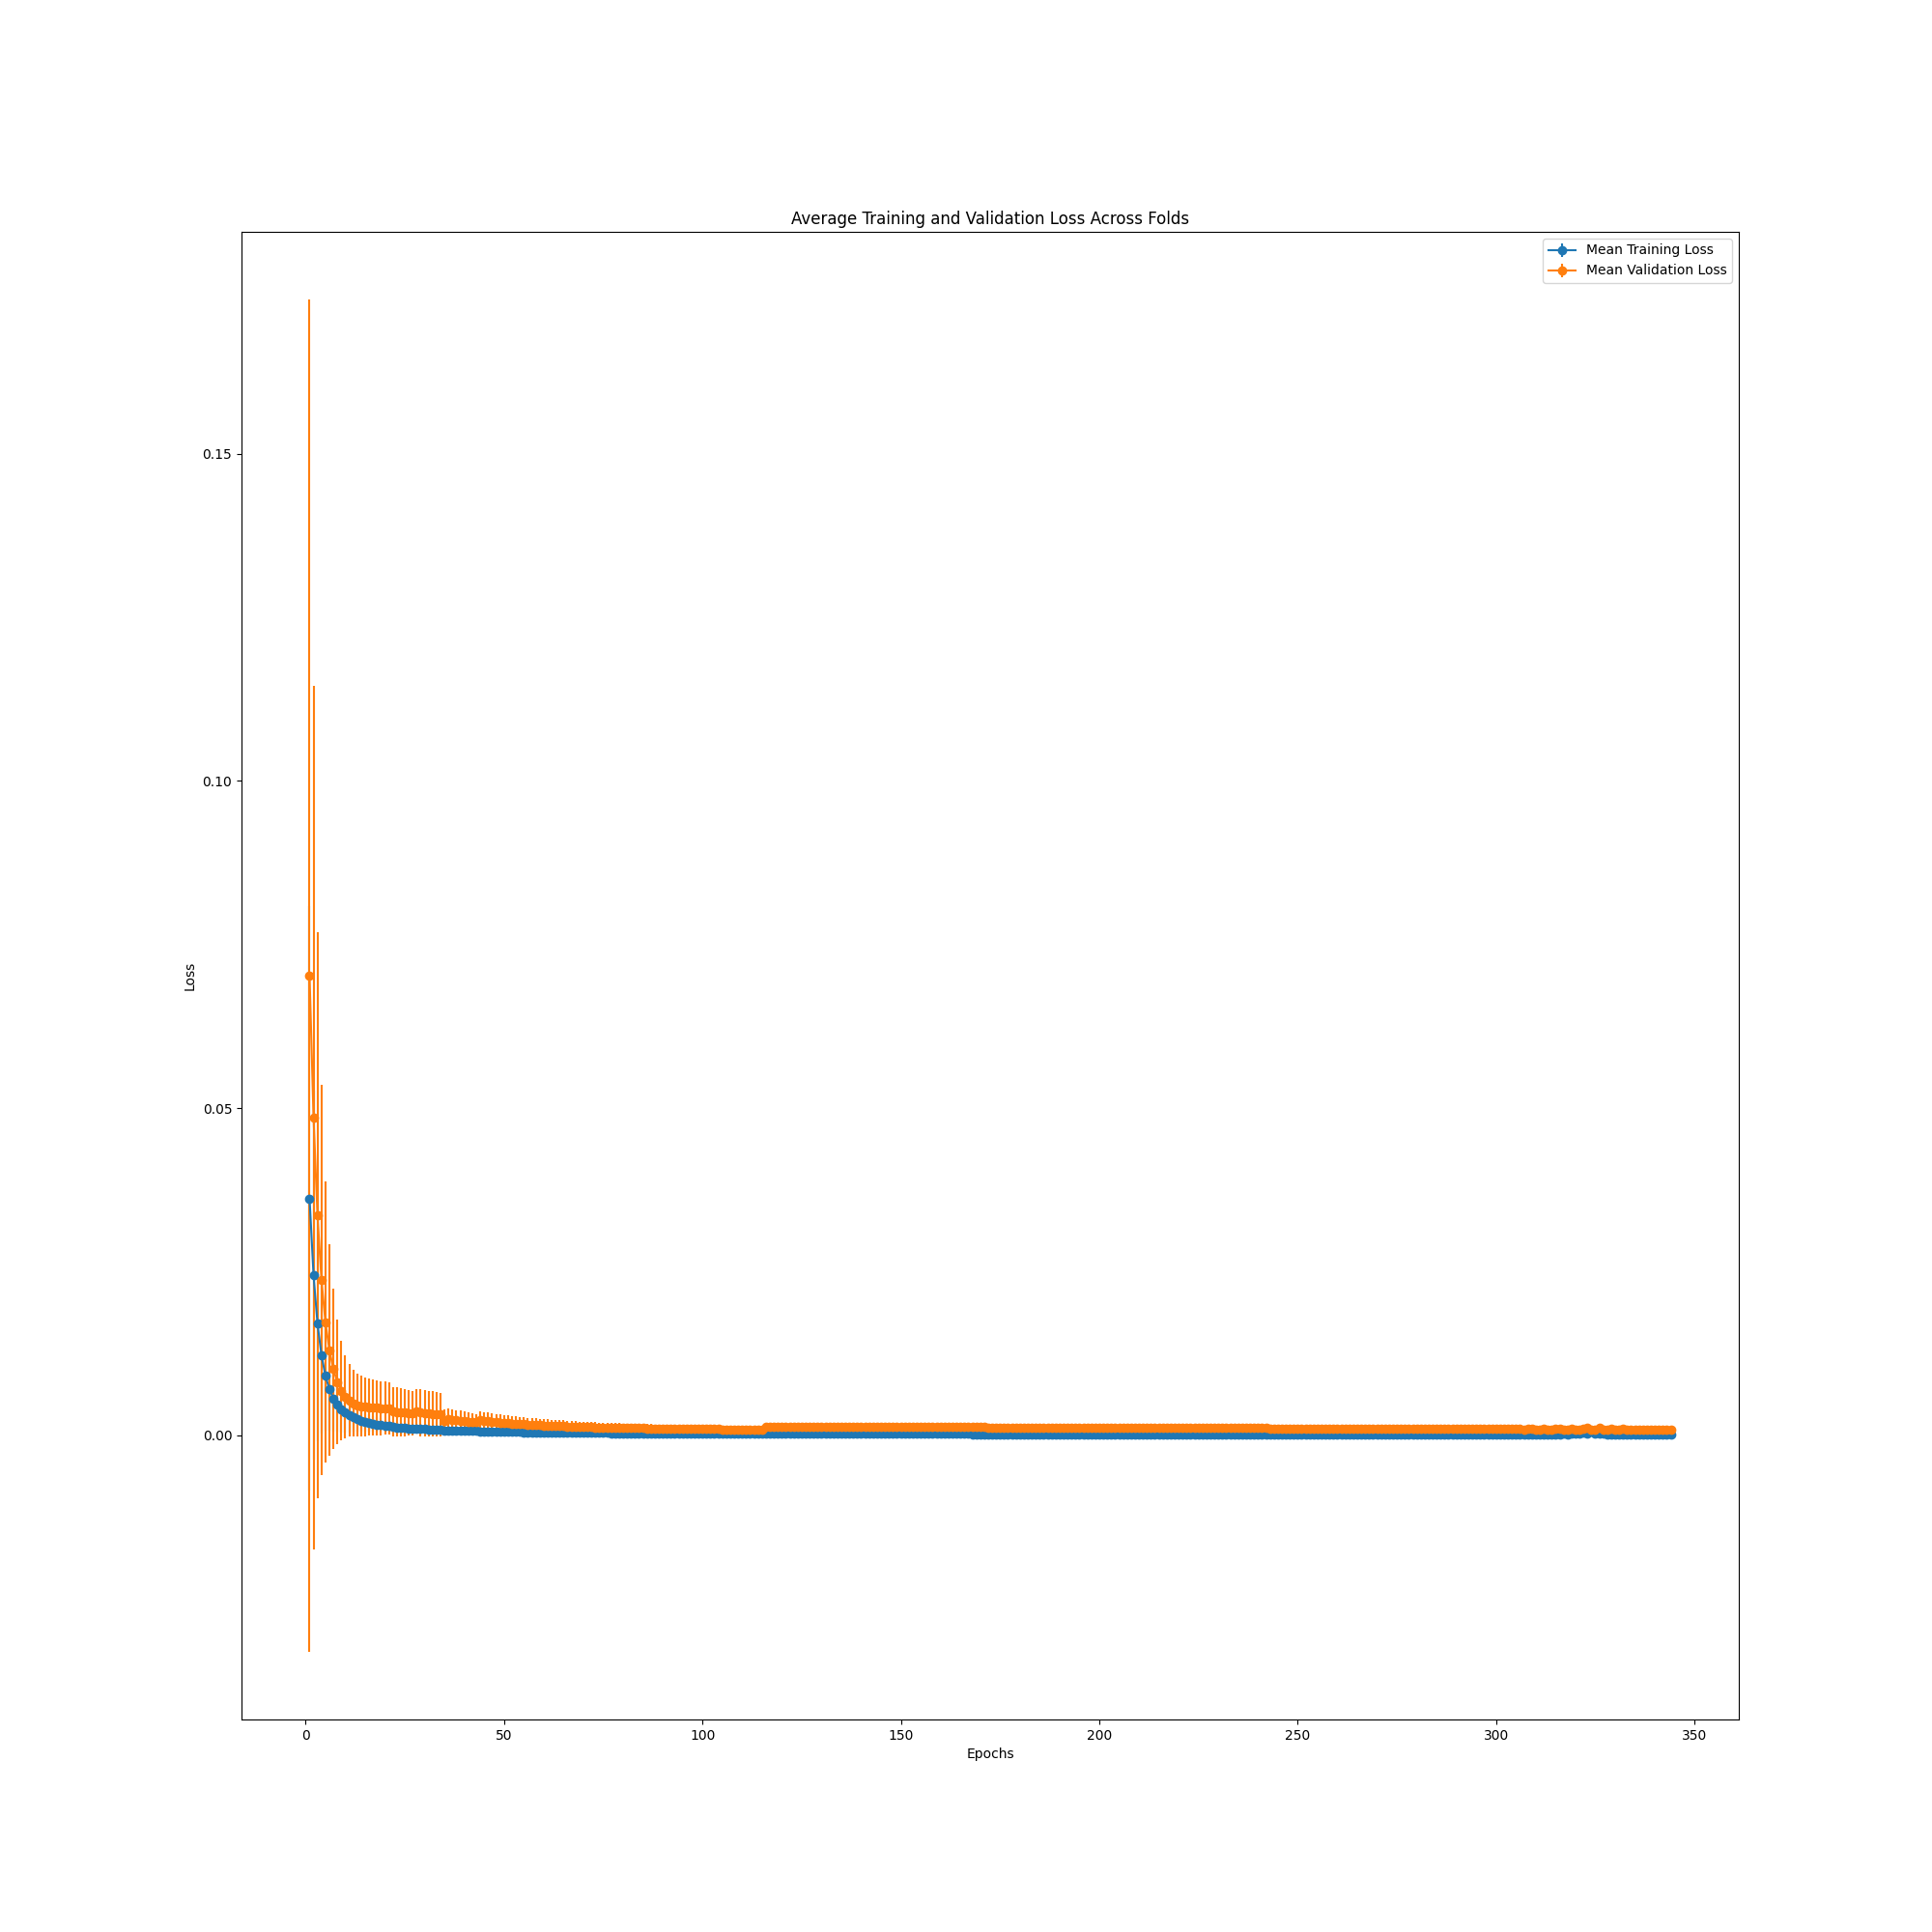 Average Training and Validation Loss Across Folds
Mean Training Loss
Mean Validation Loss
0.15
0.10
0.05
0.00
Loss
0 50 100 150 200 250 300 350
Epochs